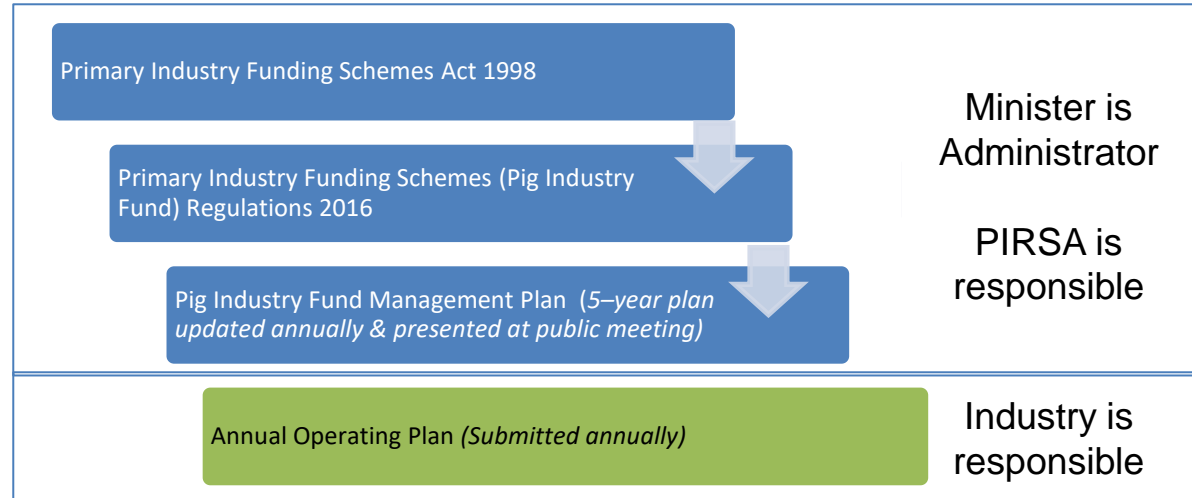 Primary Industry Funding Schemes Act 1998
Minister is
Administrator
Primary Industry Funding Schemes (Pig Industry
Fund) Regulations 2016
PIRSA is
responsible
Pig Industry Fund Management Plan  (5–year plan
updated annually & presented at public meeting)
Annual Operating Plan (Submitted annually)
Industry is
responsible